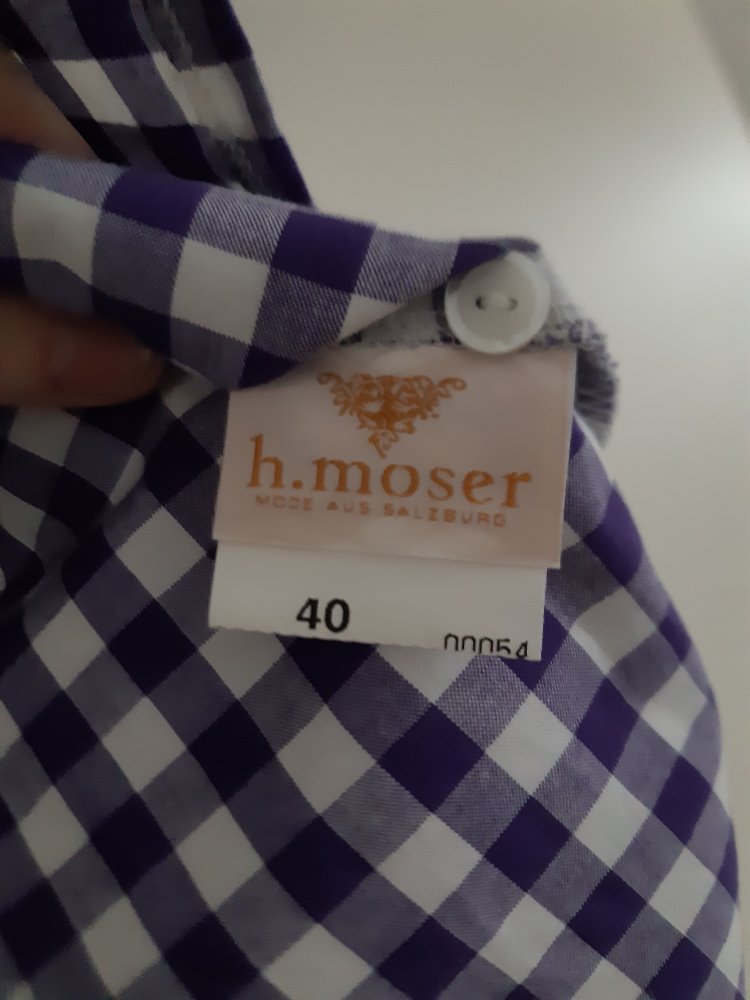 h.moser
MODE AUS SALZBURG
40
00054